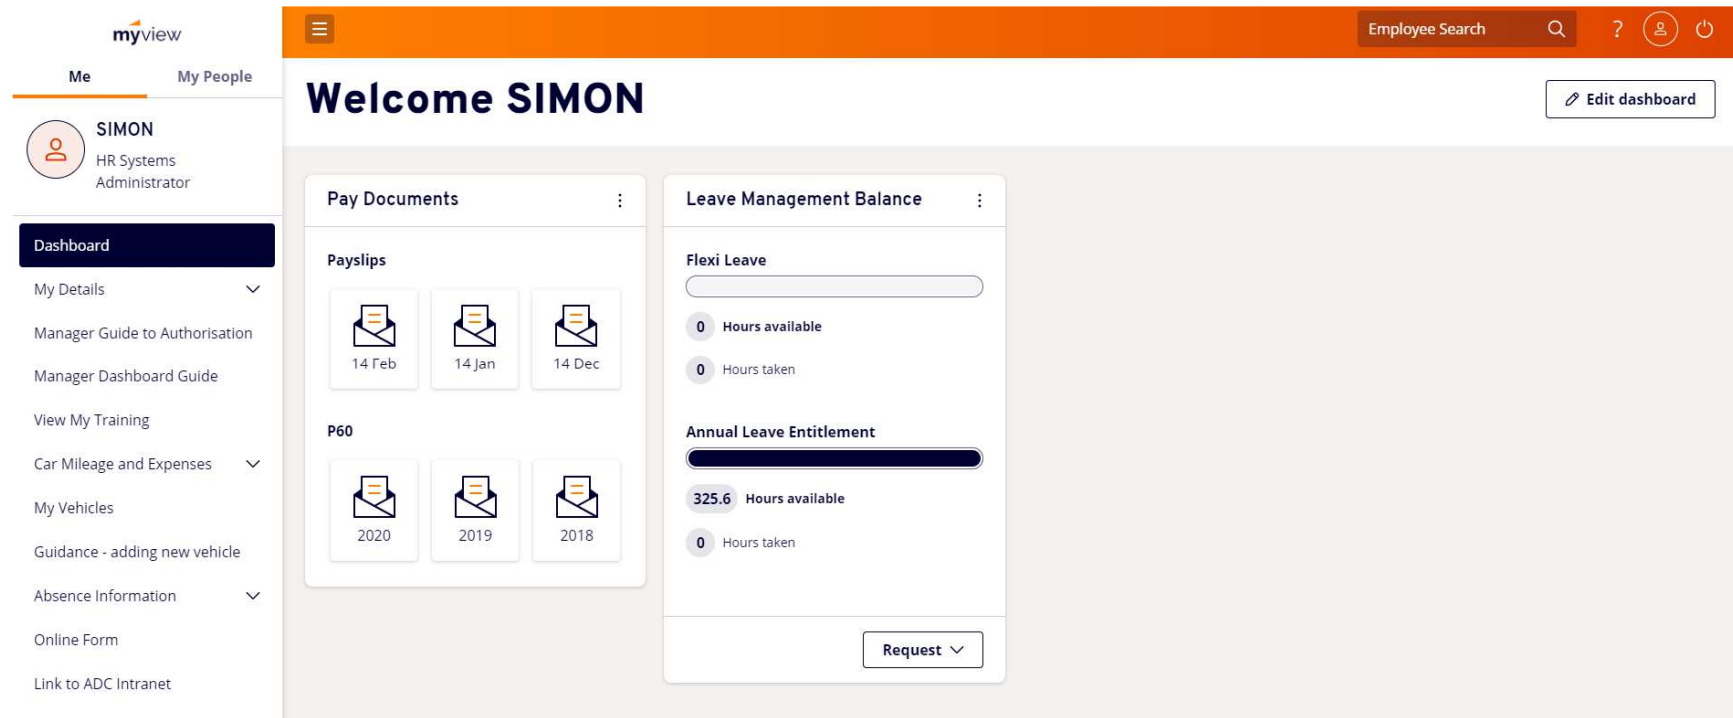 myview
Me
My People
SIMON
HR Systems
Administrator
Dashboard
My Details
Manager Guide to Authorisation
Manager Dashboard Guide
View My Training
Car Mileage and Expenses
My Vehicles
Guidance - adding new vehicle
Absence Information
Online Form
Link to ADC Intranet
Employee Search
?
Welcome SIMON
Edit dashboard
Pay Documents
Payslips
14 Feb
14 Jan
14 Dec
P60
2020
2019
2018
Leave Management Balance
Flexi Leave
0 Hours available
0 Hours taken
Annual Leave Entitlement
325.6 Hours available
0 Hours taken
Request